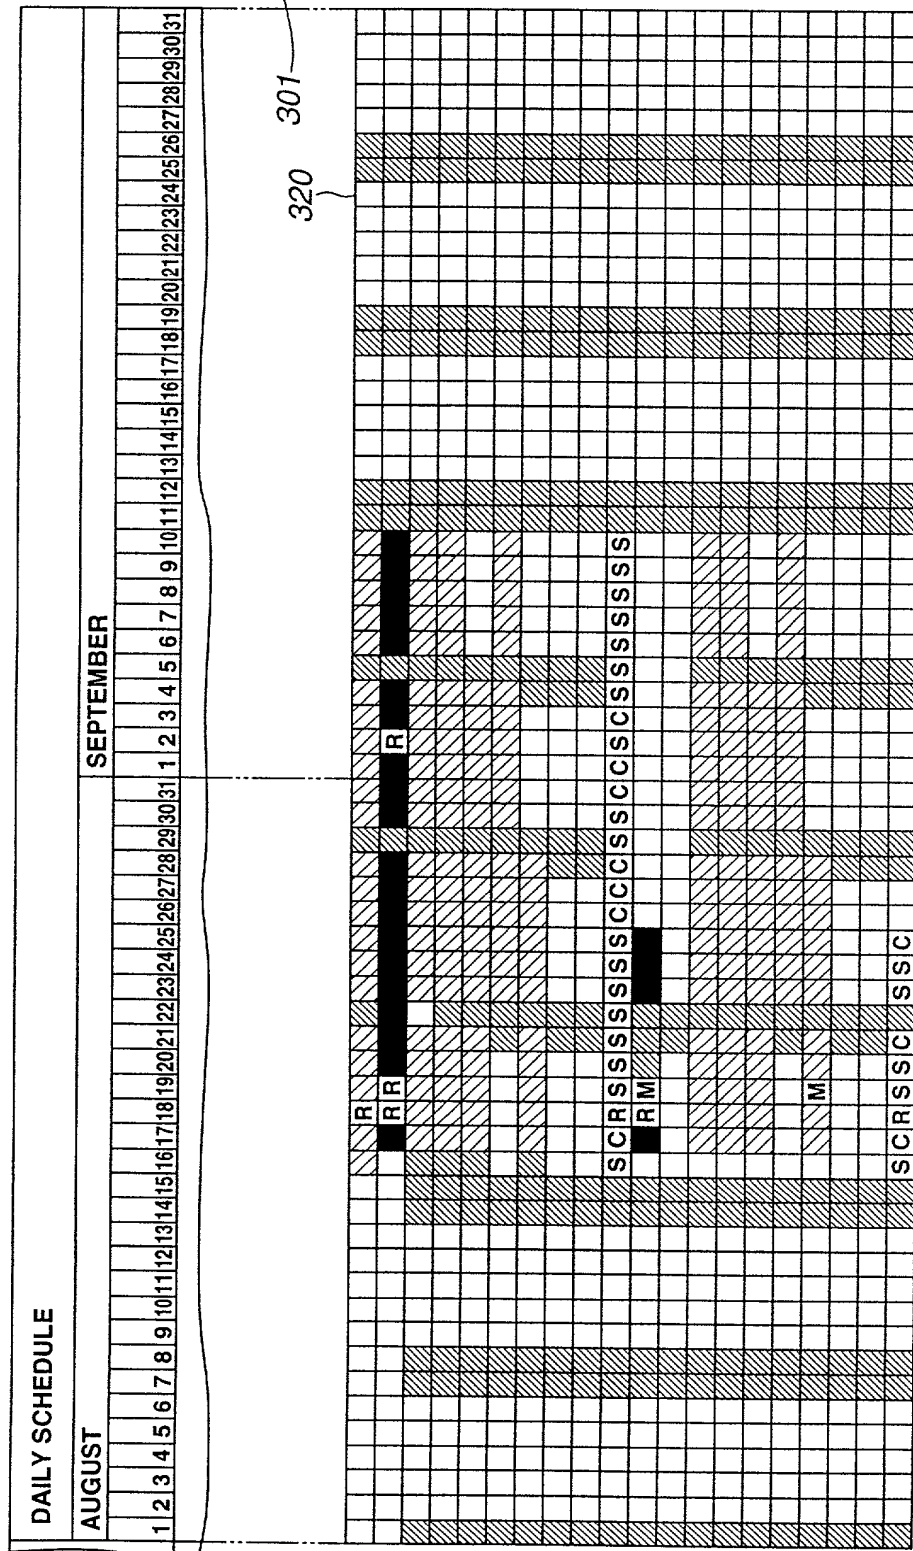 DAILY SCHEDULE
AUGUST SEPTEMBER
1 2 3 4 5 6 7 8 9 10 11 12 13 14 15 16 17 18 19 20 21 22 23 24 25 26 27 28 29 30 31 1 2 3 4 5 6 7 8 9 10 11 12 13 14 15 16 17 18 19 20 21 22 23 24 25 26 27 28 29 30 31
301
320
R
R R R
S C R S S S S S S S C C C S C C S C S S S S S S S
R M
M
S C R S S C S S C